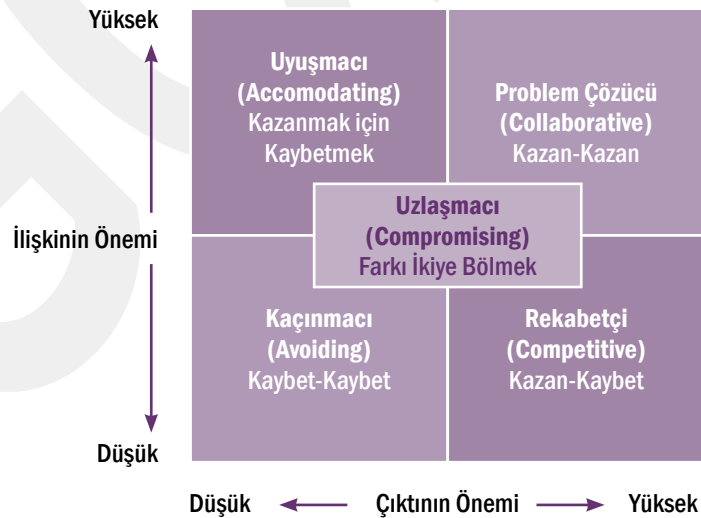 Yüksek
Uyuşmacı
(Accomodating)
Kazanmak için
Kaybetmek
Problem Çözücü
(Collaborative)
Kazan-Kazan
Uzlaşmacı
(Compromising)
Farkı İkiye Bölmek
İlişkinin Önemi
Kaçınmacı
(Avoiding)
Kaybet-Kaybet
Rekabetçi
(Competitive)
Kazan-Kaybet
Düşük
Düşük
Çıktının Önemi
Yüksek